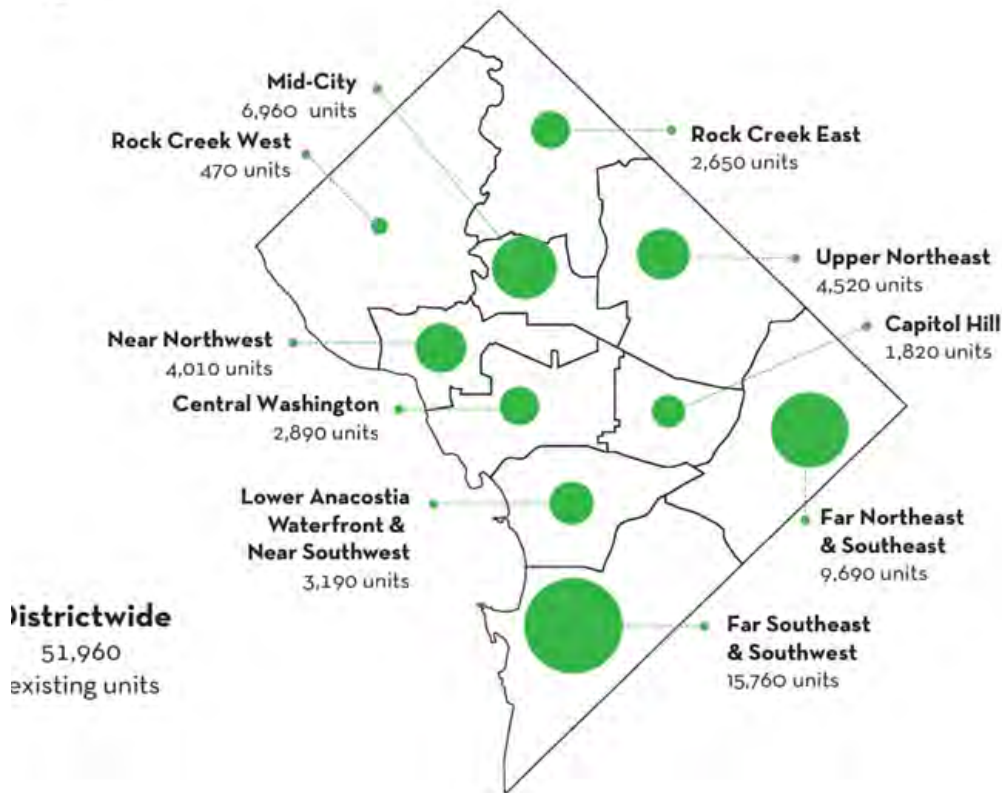 Mid-City
6,960 units
Rock Creek West
470 units
Rock Creek East
2,650 units
Upper Northeast
4,520 units
Capitol Hill
1,820 units
Near Northwest
4,010 units
Central Washington
2,890 units
Lower Anacostia
Waterfront &
Near Southwest
3,190 units
Far Northeast
& Southeast
9,690 units
Far Southeast
& Southwest
15,760 units
Districtwide
51,960
existing units